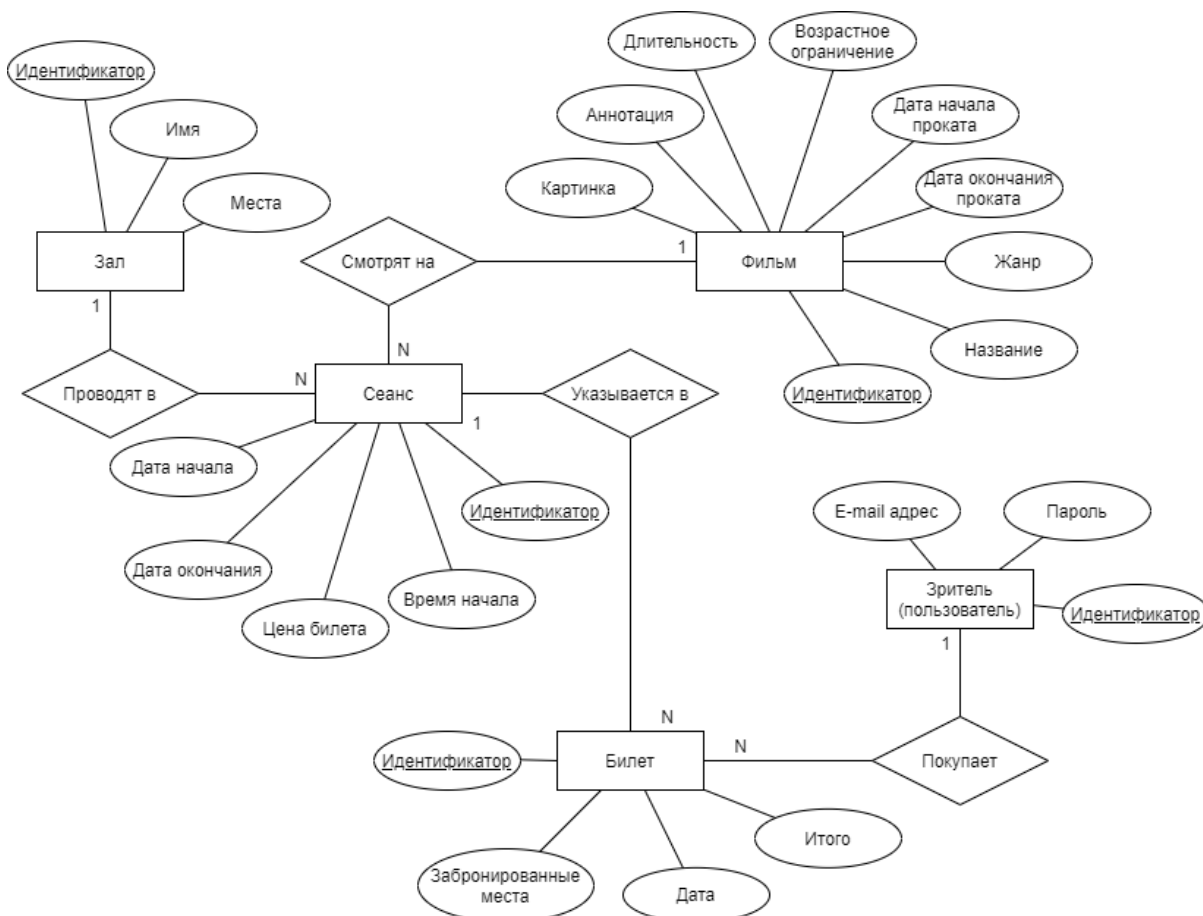 Длительность
Возрастное
ограничение
Идентификатор
Имя
Аннотация
Дата начала
проката
Места
Картинка
Дата окончания
проката
Зал
Смотрят на
1
Фильм
Жанр
1
N
Название
Проводят в
N
Сеанс
1
Указывается в
Идентификатор
Дата начала
Идентификатор
E-mail адрес
Пароль
Дата окончания
Время начала
Цена билета
Зритель
(пользователь)
Идентификатор
1
N
N
Идентификатор
Билет
Покупает
Итого
Забронированные
места
Дата